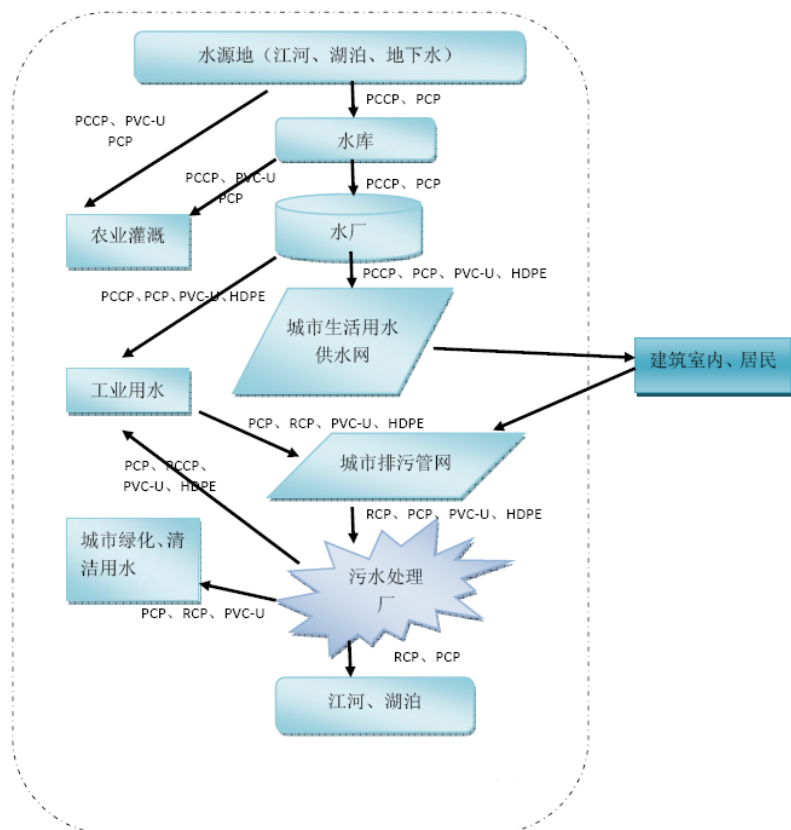 水源地（江河、湖泊、地下水）
PCCP、PCP
PCCP、PVC-U
PCP
水库
PCCP、PVC-U
PCP
PCCP、PCP
农业灌溉
水厂
PCCP、PCP、PVC-U、HDPE
PCCP、PCP、PVC-U、HDPE
城市生活用水
供水网
建筑室内、居民
工业用水
PCP、RCP、PVC-U、HDPE
城市排污管网
PCP、PCCP、
PVC-U、HDPE
RCP、PCP、PVC-U、HDPE
城市绿化、清
洁用水
污水处理
厂
PCP、RCP、PVC-U
RCP、PCP
江河、湖泊